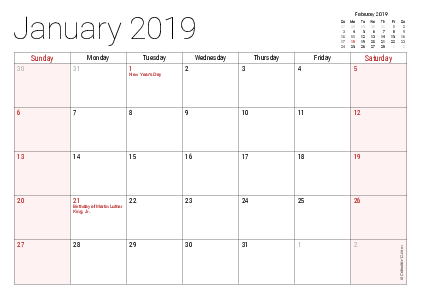 January 2019
February 2019
Su Mo Tu We Th Fr Sa
1 2
3 4 5 6 7 8 9
10 11 12 13 14 15 16
17 18 19 20 21 22 23
24 25 26 27 28
Sunday Monday Tuesday Wednesday Thursday Friday Saturday
30 31 1 2 3 4 5
New Year's Day
6 7 8 9 10 11 12
13 14 15 16 17 18 19
20 21 22 23 24 25 26
Birthday of Martin Luther
King, Jr.
27 28 29 30 31 1 2